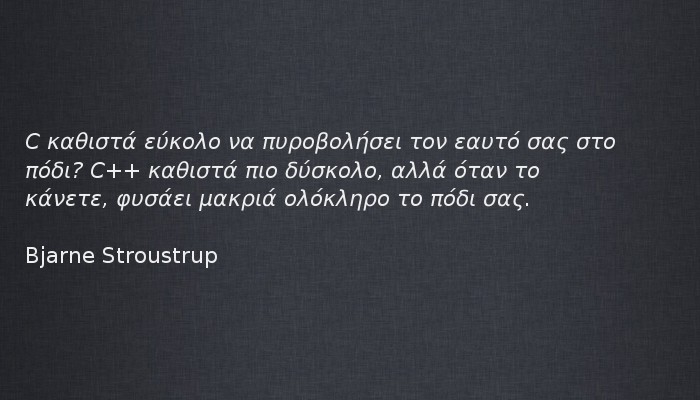 C καθιστά εύκολο να πυροβολήσει τον εαυτό σας στο
πόδι? C++ καθιστά πιο δύσκολο, αλλά όταν το
κάνετε, φυσάει μακριά ολόκληρο το πόδι σας.
Bjarne Stroustrup